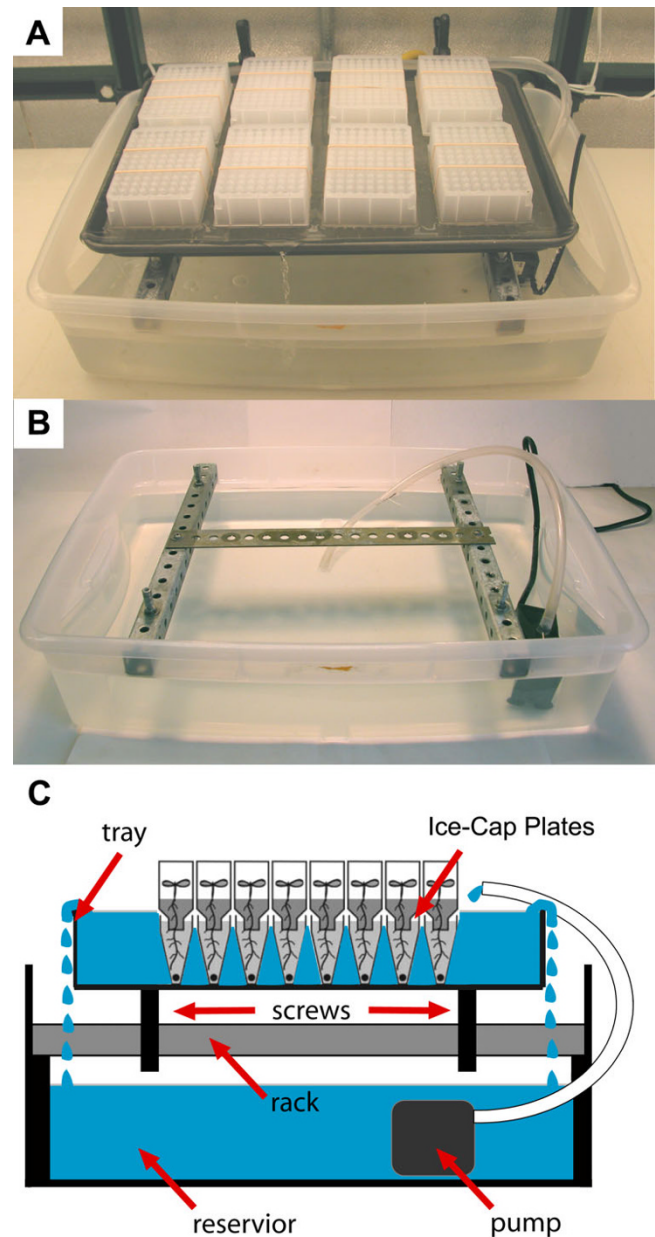 A
B
C
tray
Ice-Cap Plates
screws
rack
reservior
pump